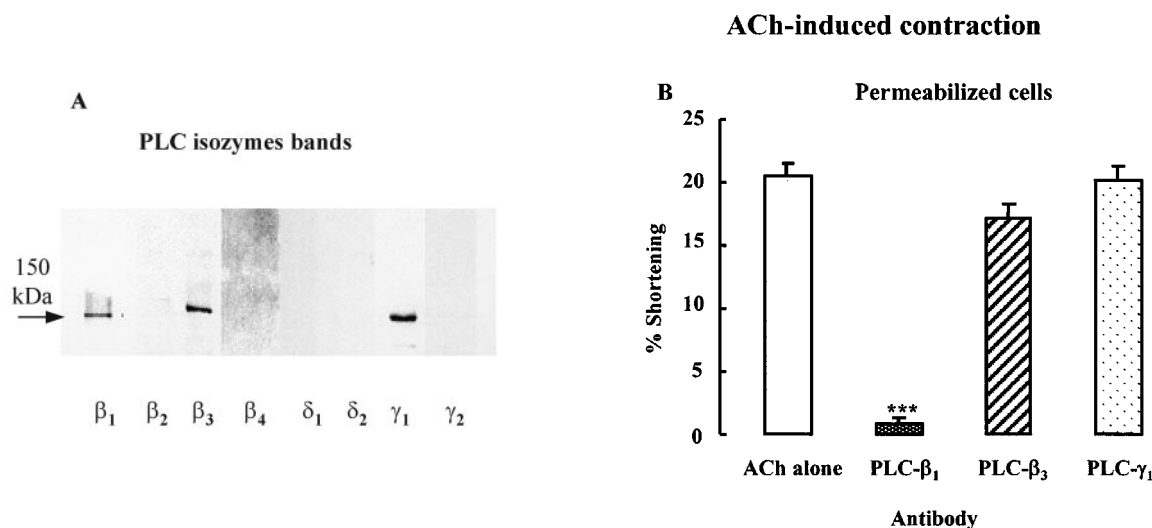 ACh-induced contraction
A
PLC isozymes bands
150
kDa
β₁ β₂ β₃ β₄ δ₁ δ₂ γ₁ γ₂
B
Permeabilized cells
% Shortening
25
20
15
10
5
0
***
ACh alone PLC-β₁ PLC-β₃ PLC-γ₁
Antibody